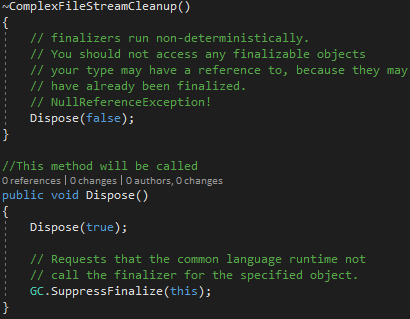 ~ComplexFileStreamCleanup()
{
// finalizers run non-deterministically.
// You should not access any finalizable objects
// your type may have a reference to, because they may
// have already been finalized.
// NullReferenceException!
Dispose(false);
}
//This method will be called
0 references | 0 changes | 0 authors, 0 changes
public void Dispose()
{
Dispose(true);
// Requests that the common language runtime not
// call the finalizer for the specified object.
GC.SuppressFinalize(this);
}